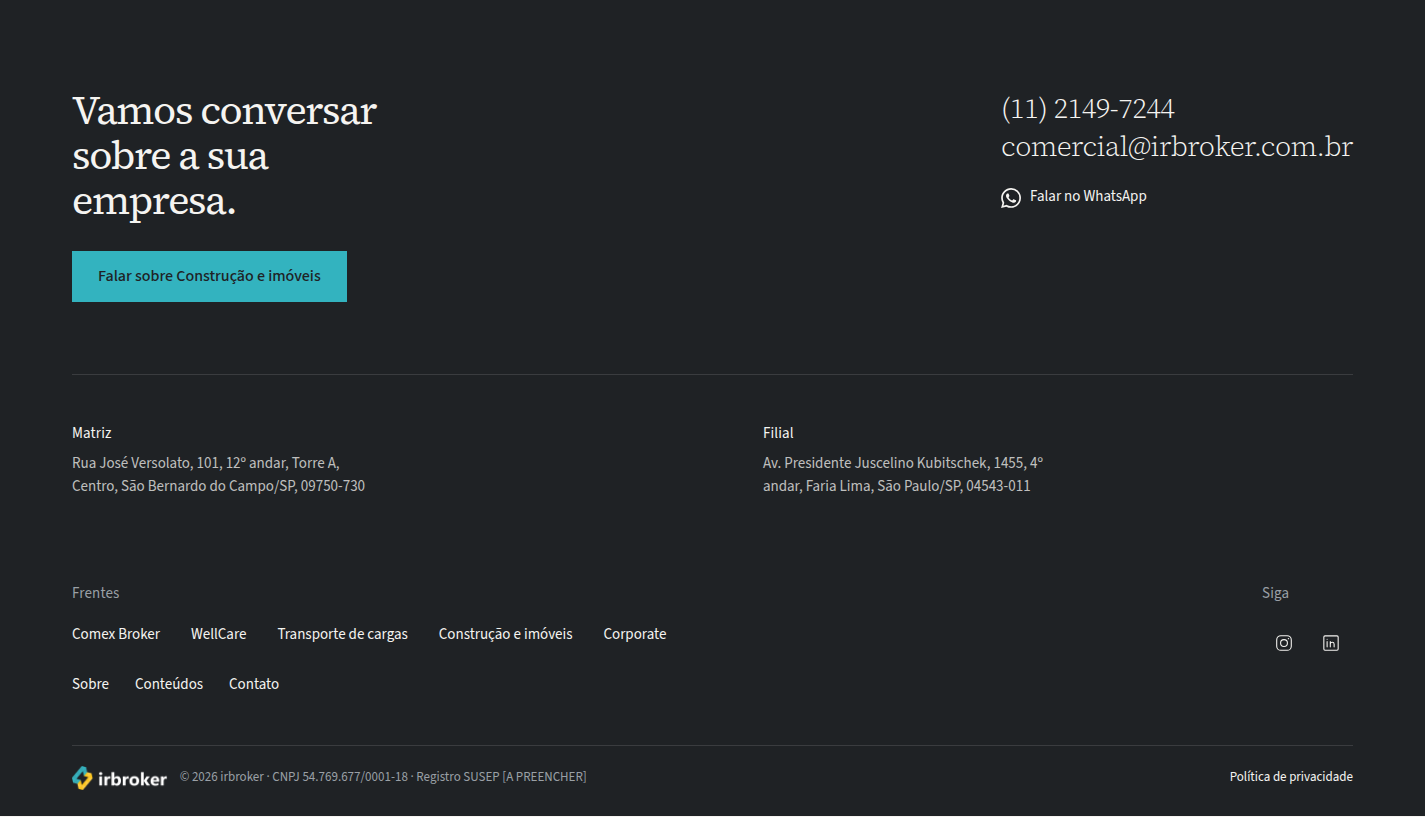 Vamos conversar
sobre a sua
empresa.
Falar sobre Construção e imóveis
(11) 2149-7244
comercial@irbroker.com.br
Falar no WhatsApp
Matriz
Rua José Versolato, 101, 12º andar, Torre A,
Centro, São Bernardo do Campo/SP, 09750-730
Filial
Av. Presidente Juscelino Kubitschek, 1455, 4º
andar, Faria Lima, São Paulo/SP, 04543-011
Frentes
Comex Broker WellCare Transporte de cargas Construção e imóveis Corporate
Sobre Conteúdos Contato
Siga
in
irbroker © 2026 irbroker · CNPJ 54.769.677/0001-18 · Registro SUSEP [A PREENCHER]
Política de privacidade